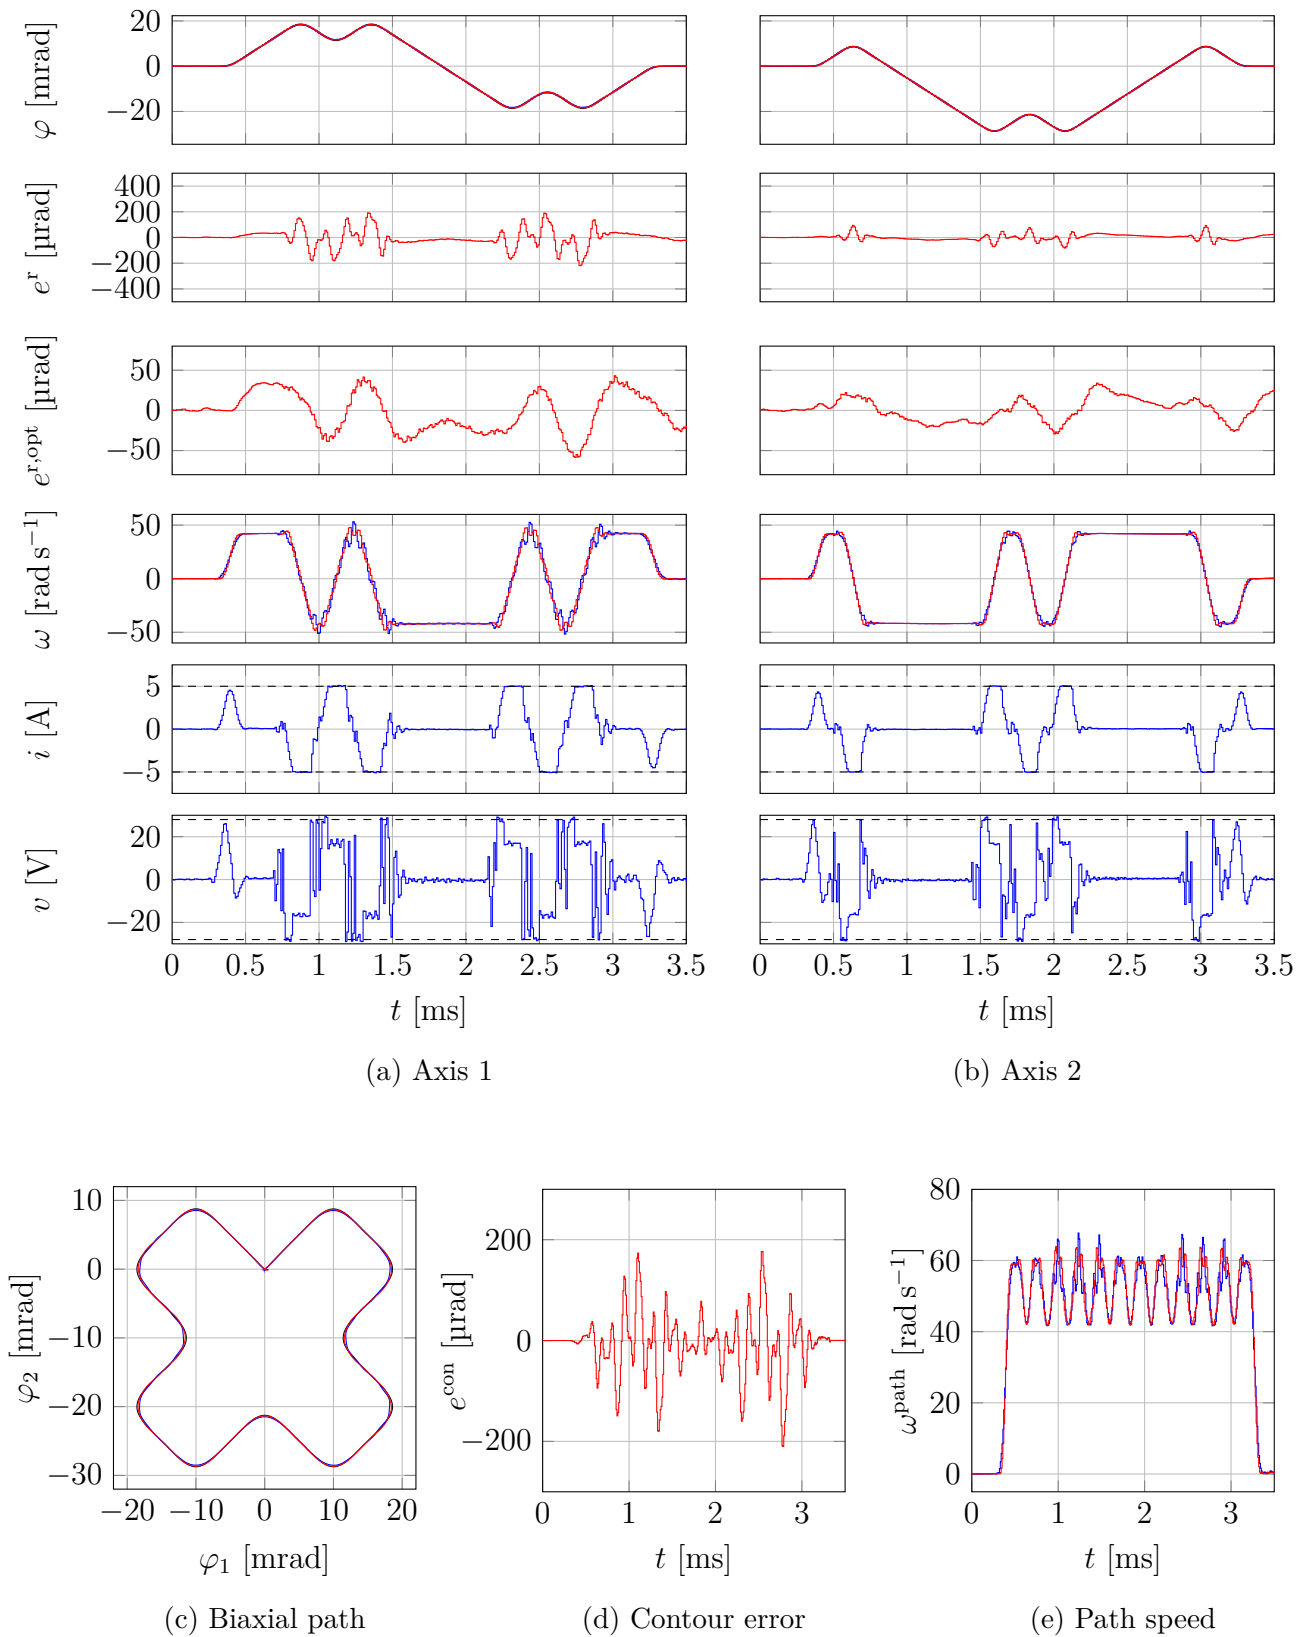 φ [mrad]
20
0
−20
20
0
−20
e^r [µrad]
400
200
0
−200
−400
e^{r,opt} [µrad]
50
0
−50
ω [rad s⁻¹]
50
0
−50
i [A]
5
0
−5
v [V]
20
0
−20
0 0.5 1 1.5 2 2.5 3 3.5
0 0.5 1 1.5 2 2.5 3 3.5
t [ms]
t [ms]
(a) Axis 1
(b) Axis 2
φ₂ [mrad]
10
0
−10
−20
−30
−20 −10 0 10 20
φ₁ [mrad]
(c) Biaxial path
e^{con} [µrad]
200
0
−200
0 1 2 3
t [ms]
(d) Contour error
ω^{path} [rad s⁻¹]
80
60
40
20
0
0 1 2 3
t [ms]
(e) Path speed